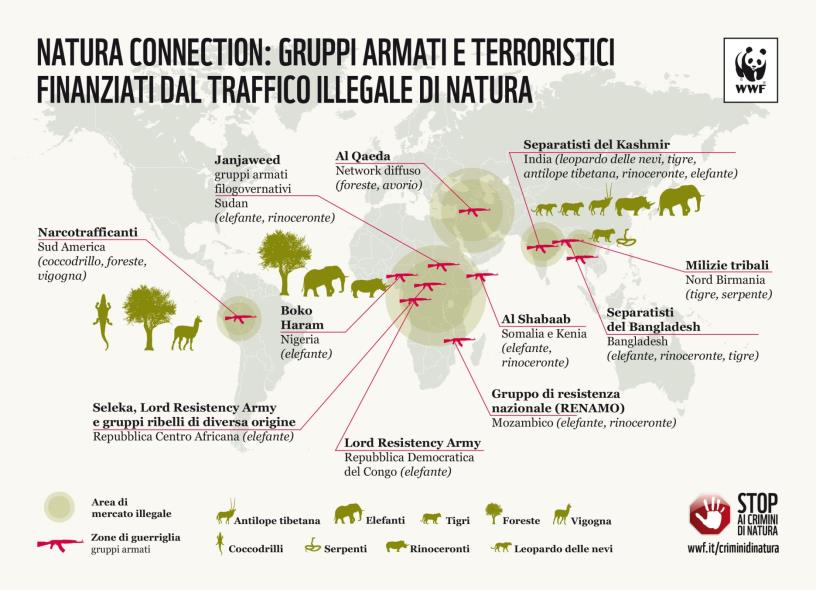 NATURA CONNECTION: GRUPPI ARMATI E TERRORISTICI
FINANZIATI DAL TRAFFICO ILLEGALE DI NATURA
WWF
Separatisti del Kashmir
India (leopardo delle nevi, tigre,
antilope tibetana, rinoceronte, elefante)
Al Qaeda
Network diffuso
(foreste, avorio)
Janjaweed
gruppi armati
filogovernativi
Sudan
(elefante, rinoceronte)
Narcotrafficanti
Sud America
(coccodrillo, foreste,
vigogna)
Milizie tribali
Nord Birmania
(tigre, serpente)
Boko
Haram
Nigeria
(elefante)
Al Shabaab
Somalia e Kenia
(elefante,
rinoceronte)
Separatisti
del Bangladesh
Bangladesh
(elefante, rinoceronte, tigre)
Gruppo di resistenza
nazionale (RENAMO)
Mozambico (elefante, rinoceronte)
Seleka, Lord Resistency Army
e gruppi ribelli di diversa origine
Repubblica Centro Africana (elefante)
Lord Resistency Army
Repubblica Democratica
del Congo (elefante)
Area di
mercato illegale
Zone di guerriglia
gruppi armati
Antilope tibetana
Elefanti
Tigri
Foreste
Vigogna
Coccodrilli
Serpenti
Rinoceronti
Leopardo delle nevi
STOP
AI CRIMINI
DI NATURA
wwf.it/criminidinatura